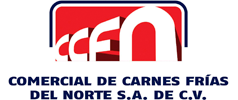 CCFN
COMERCIAL DE CARNES FRÍAS
DEL NORTE S.A. DE C.V.